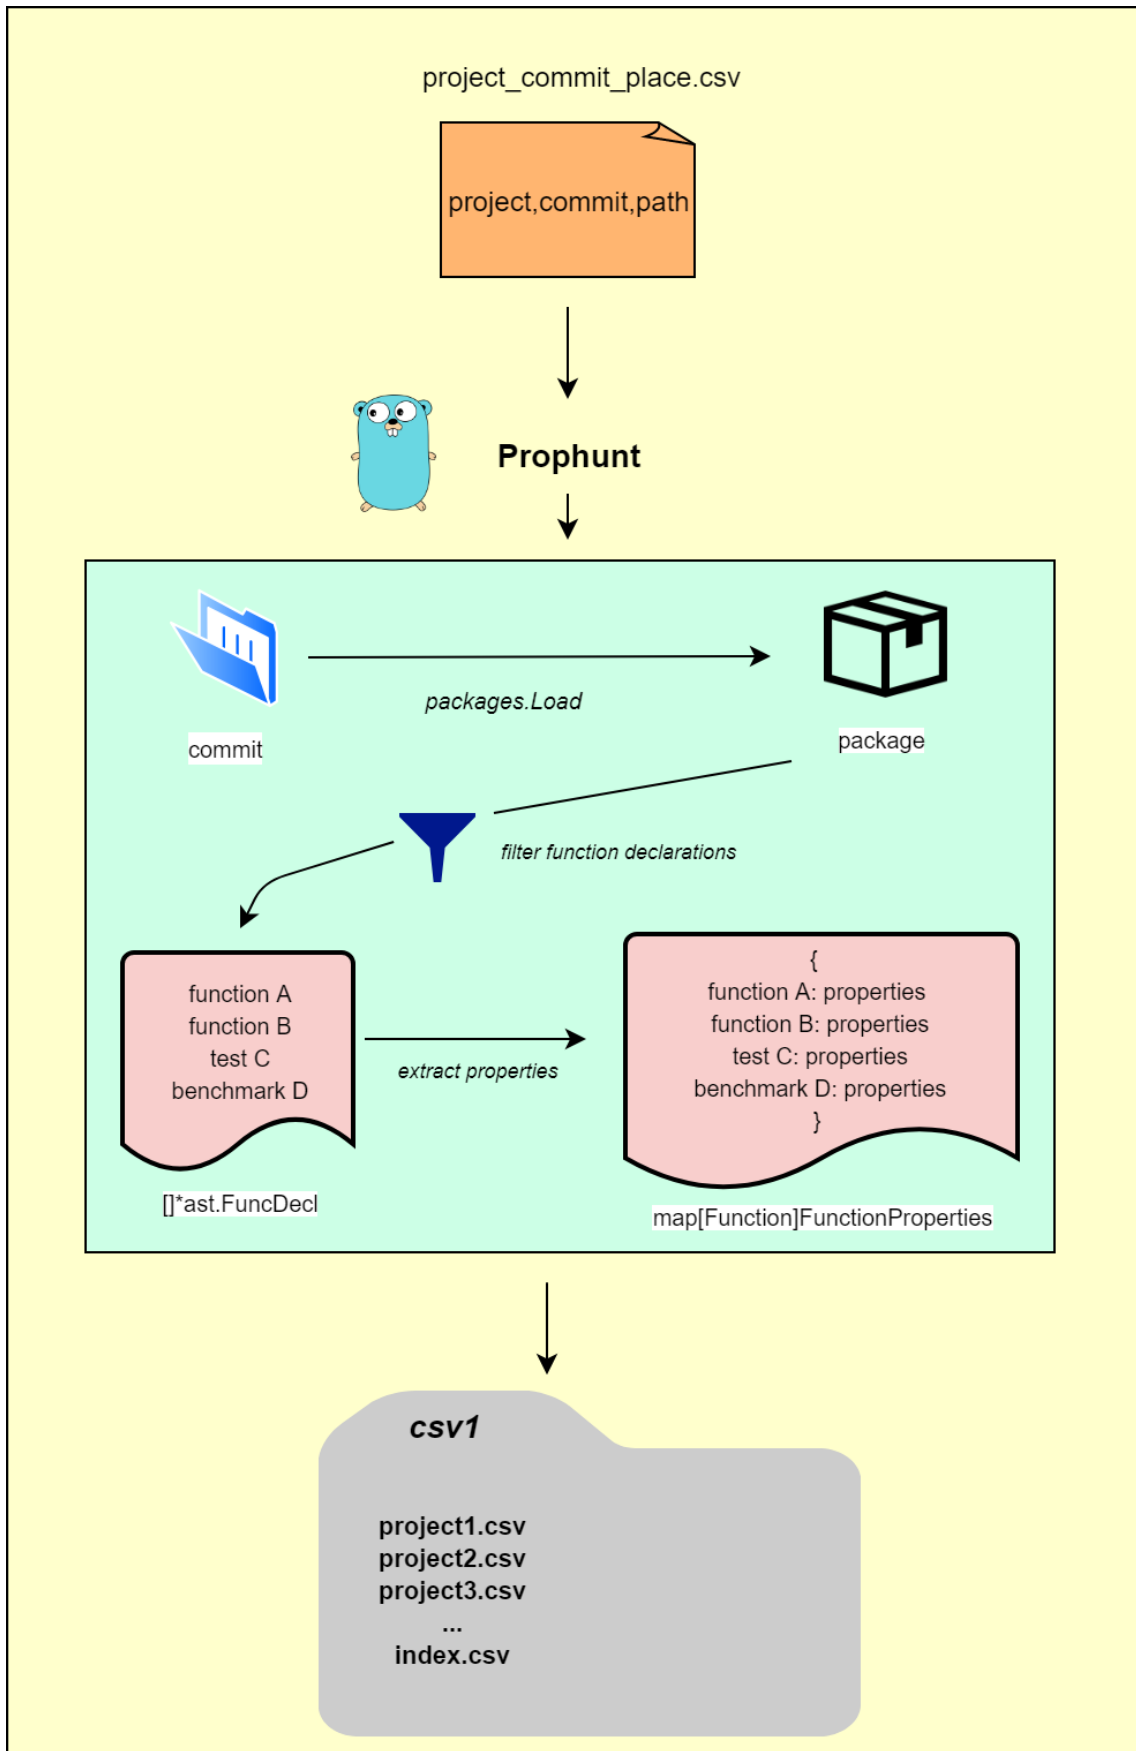 project_commit_place.csv
project,commit,path
Prophunt
packages.Load
commit
package
filter function declarations
function A
function B
test C
benchmark D
extract properties
{
function A: properties
function B: properties
test C: properties
benchmark D: properties
}
[]*ast.FuncDecl
map[Function]FunctionProperties
csv1
project1.csv
project2.csv
project3.csv
...
index.csv